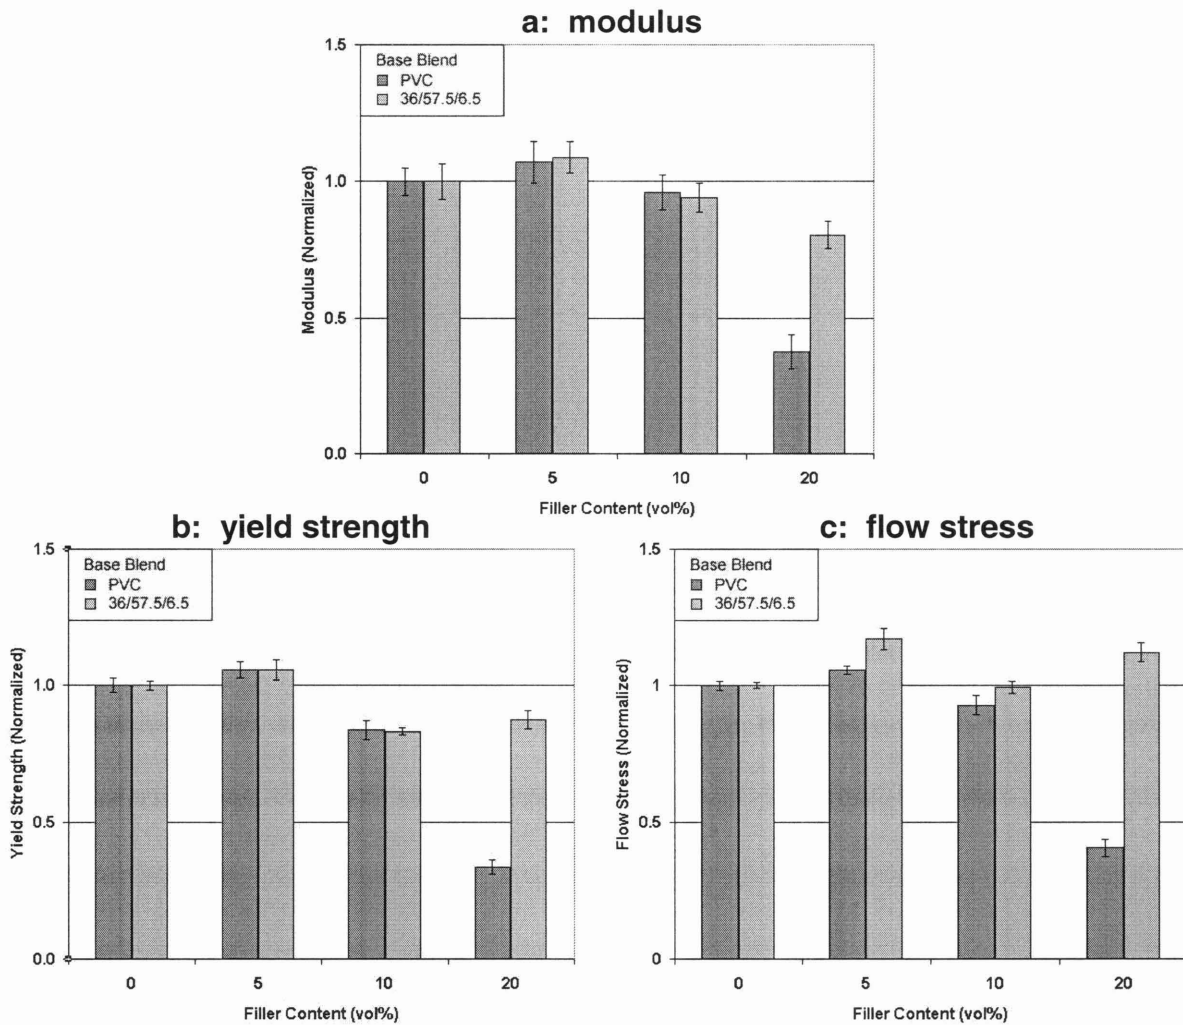 a: modulus
1.5
Base Blend
PVC
36/57.5/6.5
1.0
0.5
0.0
Modulus (Normalized)
0 5 10 20
Filler Content (vol%)
b: yield strength
1.5
Base Blend
PVC
36/57.5/6.5
1.0
0.5
0.0
Yield Strength (Normalized)
0 5 10 20
Filler Content (vol%)
c: flow stress
1.5
Base Blend
PVC
36/57.5/6.5
1
0.5
0
Flow Stress (Normalized)
0 5 10 20
Filler Content (vol%)